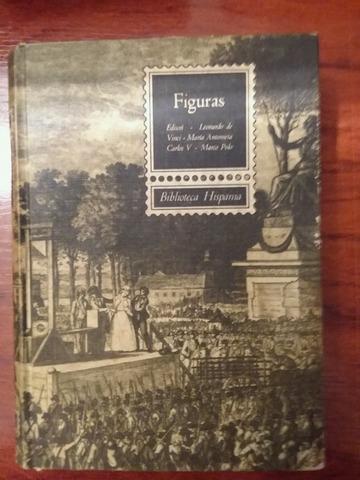 Figuras
Edison - Leonardo de
Vinci - María Antonieta
Carlos V - Marco Polo
Biblioteca Hispania